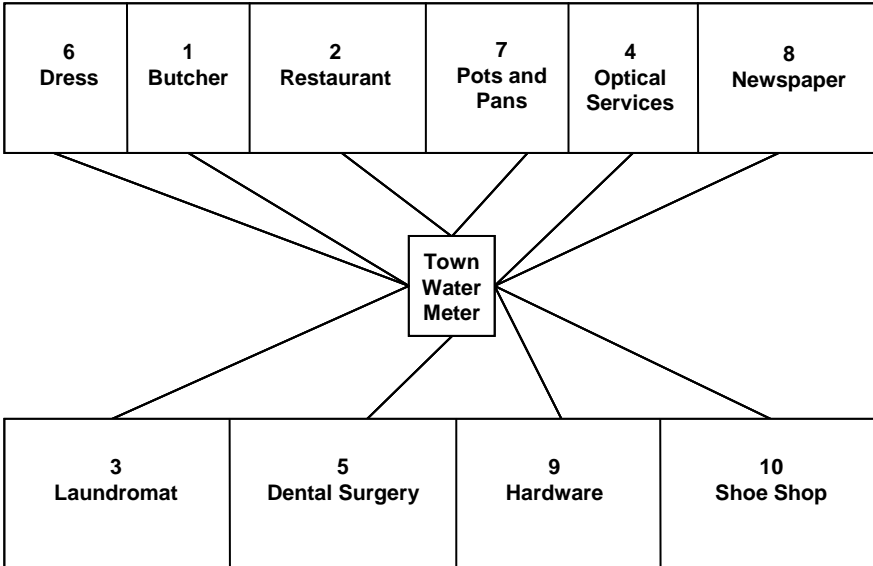 6
Dress
1
Butcher
2
Restaurant
7
Pots and
Pans
4
Optical
Services
8
Newspaper
Town
Water
Meter
3
Laundromat
5
Dental Surgery
9
Hardware
10
Shoe Shop